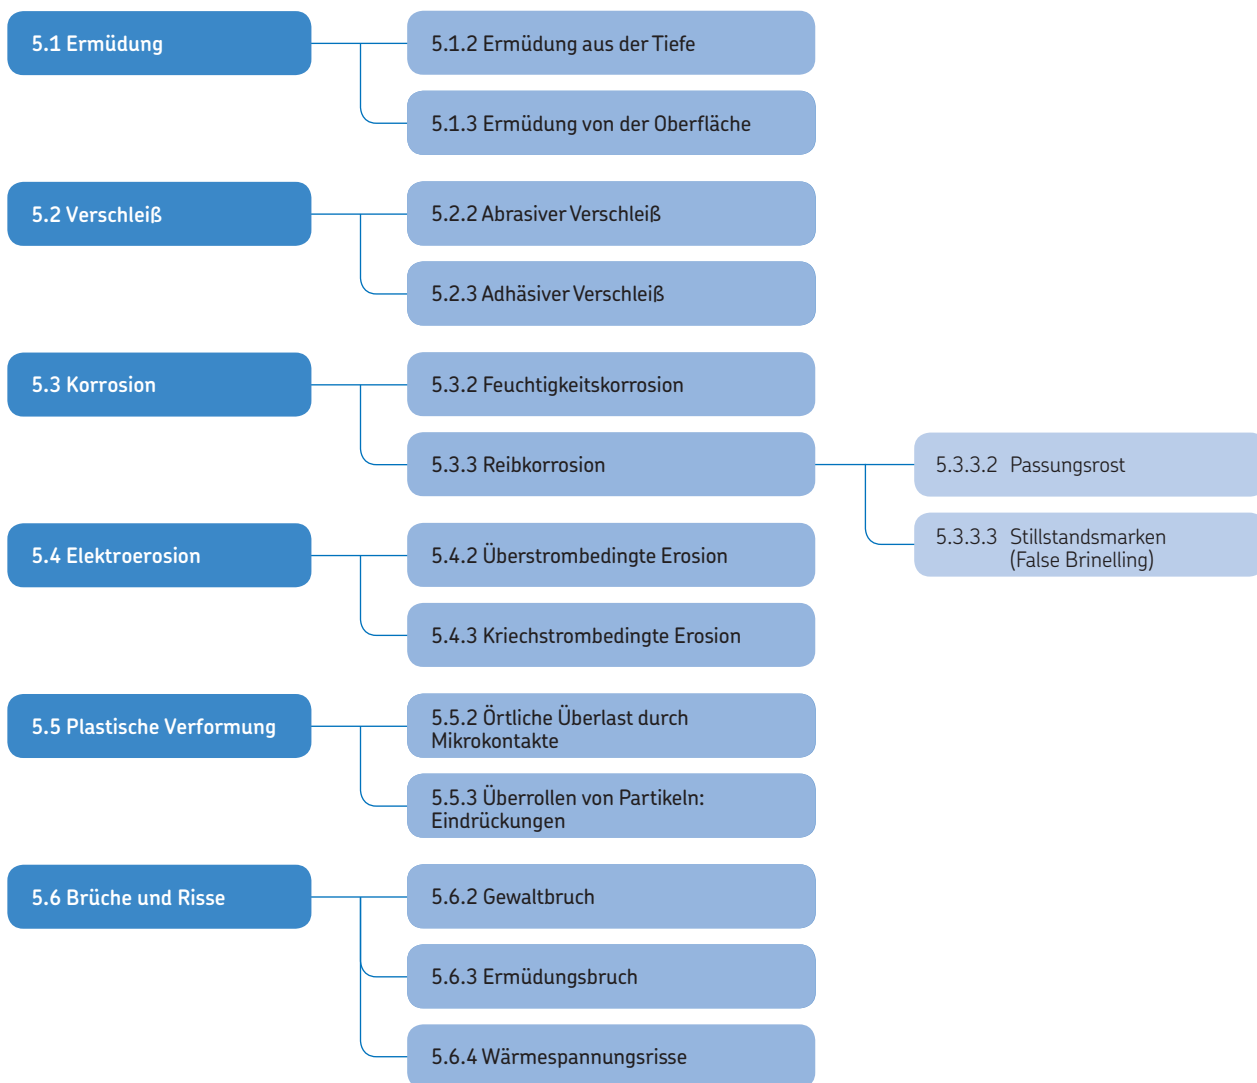 5.1 Ermüdung
5.1.2 Ermüdung aus der Tiefe
5.1.3 Ermüdung von der Oberfläche
5.2 Verschleiß
5.2.2 Abrasiver Verschleiß
5.2.3 Adhäsiver Verschleiß
5.3 Korrosion
5.3.2 Feuchtigkeitskorrosion
5.3.3 Reibkorrosion
5.3.3.2 Passungsrost
5.3.3.3 Stillstandsmarken
(False Brinelling)
5.4 Elektroerosion
5.4.2 Überstrombedingte Erosion
5.4.3 Kriechstrombedingte Erosion
5.5 Plastische Verformung
5.5.2 Örtliche Überlast durch
Mikrokontakte
5.5.3 Überrollen von Partikeln:
Eindrückungen
5.6 Brüche und Risse
5.6.2 Gewaltbruch
5.6.3 Ermüdungsbruch
5.6.4 Wärmespannungsrisse